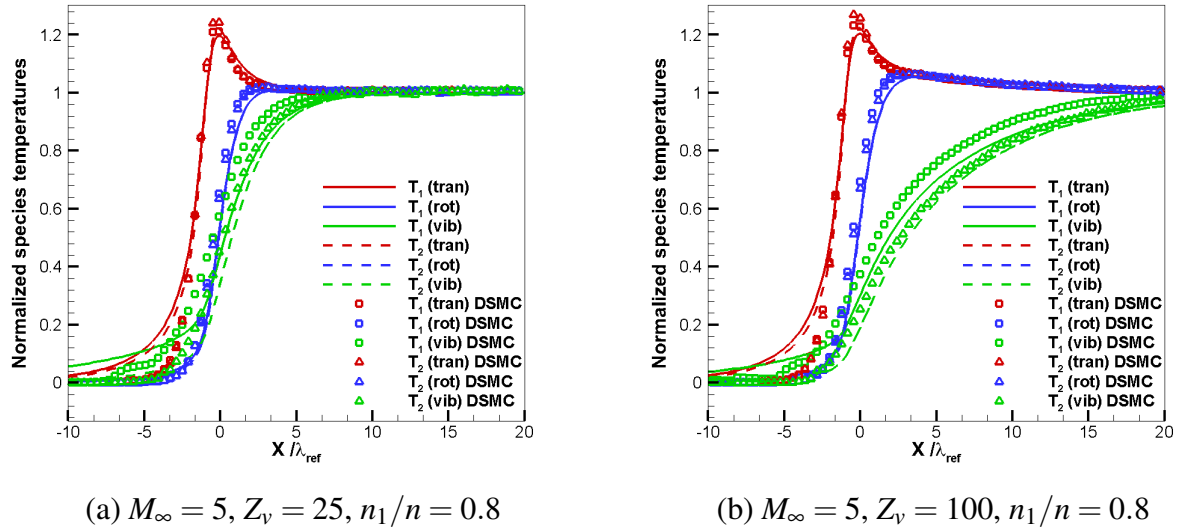 Normalized species temperatures
1.2
1
0.8
0.6
0.4
0.2
0
-10
-5
0
5
10
15
20
X /λref
T1 (tran)
T1 (rot)
T1 (vib)
T2 (tran)
T2 (rot)
T2 (vib)
T1 (tran) DSMC
T1 (rot) DSMC
T1 (vib) DSMC
T2 (tran) DSMC
T2 (rot) DSMC
T2 (vib) DSMC
(a) M∞ = 5, Zv = 25, n1/n = 0.8
Normalized species temperatures
1.2
1
0.8
0.6
0.4
0.2
0
-10
-5
0
5
10
15
20
X /λref
T1 (tran)
T1 (rot)
T1 (vib)
T2 (tran)
T2 (rot)
T2 (vib)
T1 (tran) DSMC
T1 (rot) DSMC
T1 (vib) DSMC
T2 (tran) DSMC
T2 (rot) DSMC
T2 (vib) DSMC
(b) M∞ = 5, Zv = 100, n1/n = 0.8